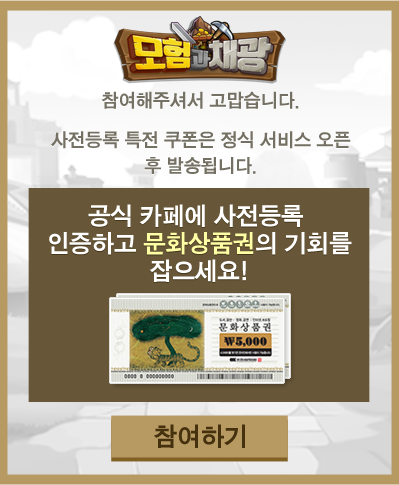 모험과 채광
참여해주셔서 고맙습니다.
사전등록 특전 쿠폰은 정식 서비스 오픈
후 발송됩니다.
공식 카페에 사전등록
인증하고 문화상품권의 기회를
잡으세요!
문화상품권
₩5,000
0000 0 000000000
참여하기